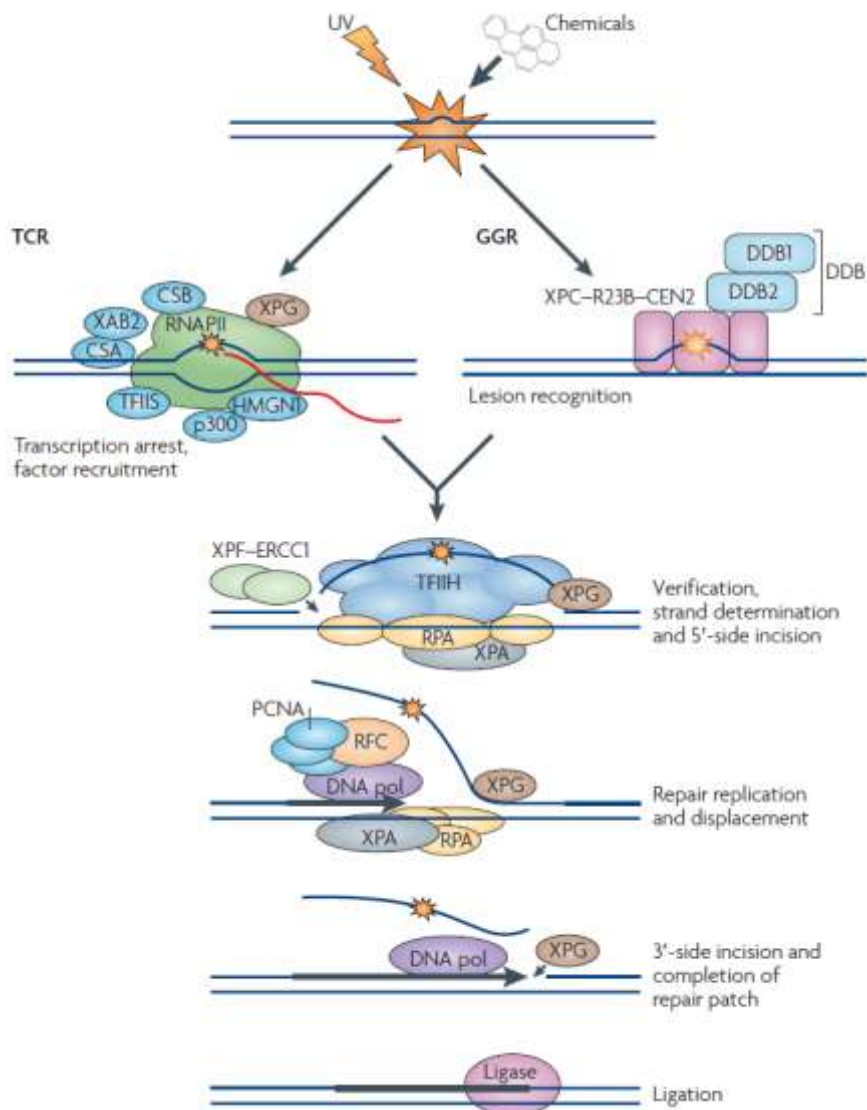 UV
Chemicals
TCR
GGR
DDB1
DDB
DDB2
XPC–R23B–CEN2
CSB
XPG
RNAPII
XAB2
CSA
TFIIS
HMGN1
p300
Lesion recognition
Transcription arrest,
factor recruitment
XPF–ERCC1
TFIIH
XPG
RPA
XPA
Verification,
strand determination
and 5′-side incision
PCNA
RFC
DNA pol
XPG
XPA
RPA
Repair replication
and displacement
DNA pol
XPG
3′-side incision and
completion of
repair patch
Ligase
Ligation